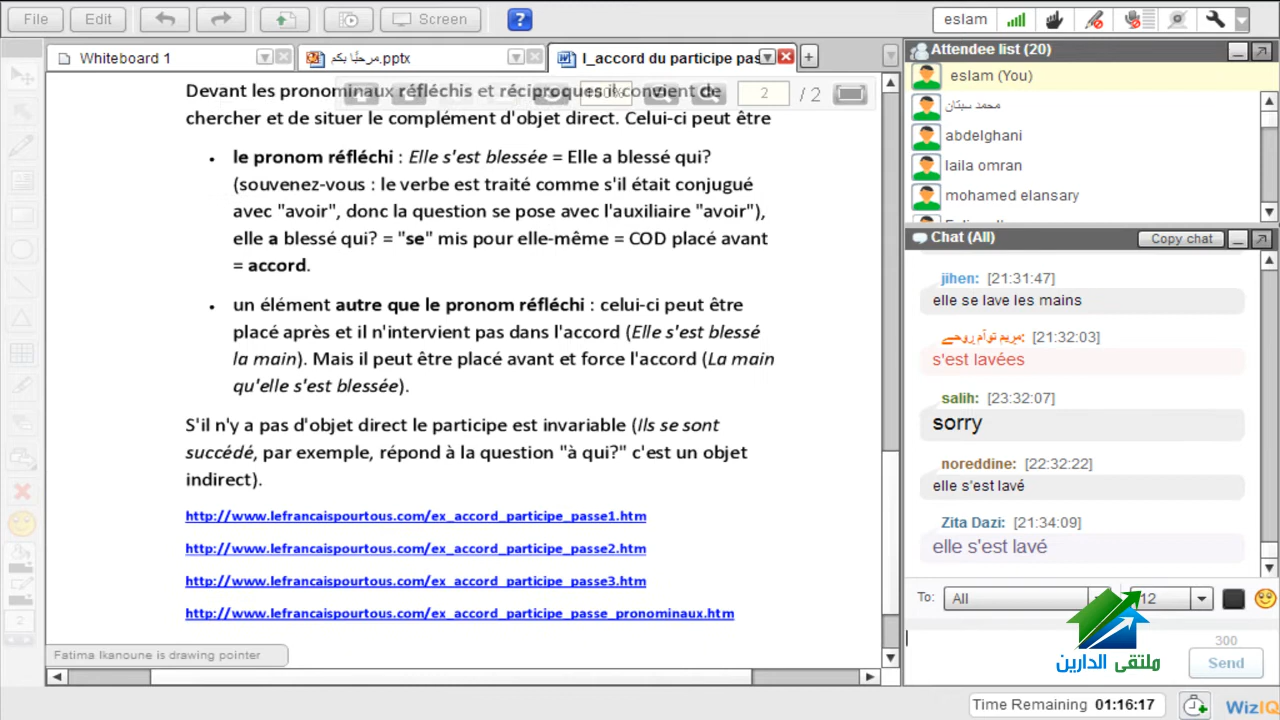 File Edit Screen ?
eslam
Whiteboard 1
مرحبًا بكم.pptx
l_accord du participe pas
Attendee list (20)
eslam (You)
محمد سبتان
abdelghani
laila omran
mohamed elansary
2 / 2
Devant les pronominaux réfléchis et réciproques il convient de
chercher et de situer le complément d'objet direct. Celui-ci peut être
• le pronom réfléchi : Elle s'est blessée = Elle a blessé qui?
(souvenez-vous : le verbe est traité comme s'il était conjugué
avec "avoir", donc la question se pose avec l'auxiliaire "avoir"),
elle a blessé qui? = "se" mis pour elle-même = COD placé avant
= accord.
• un élément autre que le pronom réfléchi : celui-ci peut être
placé après et il n'intervient pas dans l'accord (Elle s'est blessé
la main). Mais il peut être placé avant et force l'accord (La main
qu'elle s'est blessée).
S'il n'y a pas d'objet direct le participe est invariable (Ils se sont
succédé, par exemple, répond à la question "à qui?" c'est un objet
indirect).
http://www.lefrancaispourtous.com/ex_accord_participe_passe1.htm
http://www.lefrancaispourtous.com/ex_accord_participe_passe2.htm
http://www.lefrancaispourtous.com/ex_accord_participe_passe3.htm
http://www.lefrancaispourtous.com/ex_accord_participe_passe_pronominaux.htm
Fatima Ikanoune is drawing pointer
Chat (All)
Copy chat
jihen: [21:31:47]
elle se lave les mains
[21:32:03]
s'est lavées
salih: [23:32:07]
sorry
noreddine: [22:32:22]
elle s'est lavé
Zita Dazi: [21:34:09]
elle s'est lavé
To: All 12
300
Send
ملتقى الدارين
Time Remaining 01:16:17
WizIQ
2